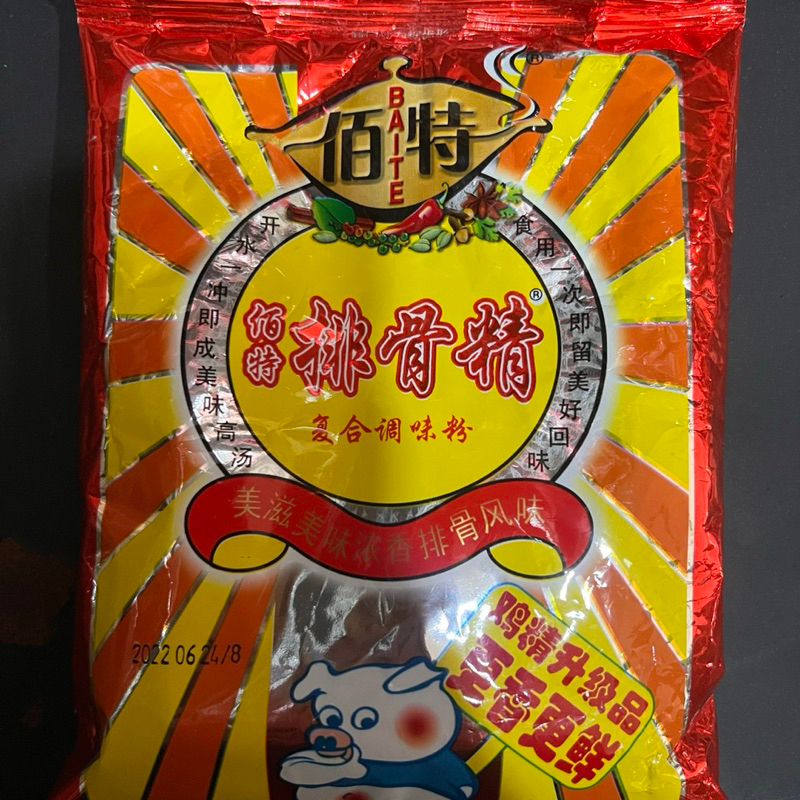 佰特
BAITE
®
开水一冲即成美味高汤
食用一次即留美好回味
佰特 排骨精®
复合调味粉
美滋美味浓香排骨风味
2022 06 24/8
鸡精升级品
至香更鲜